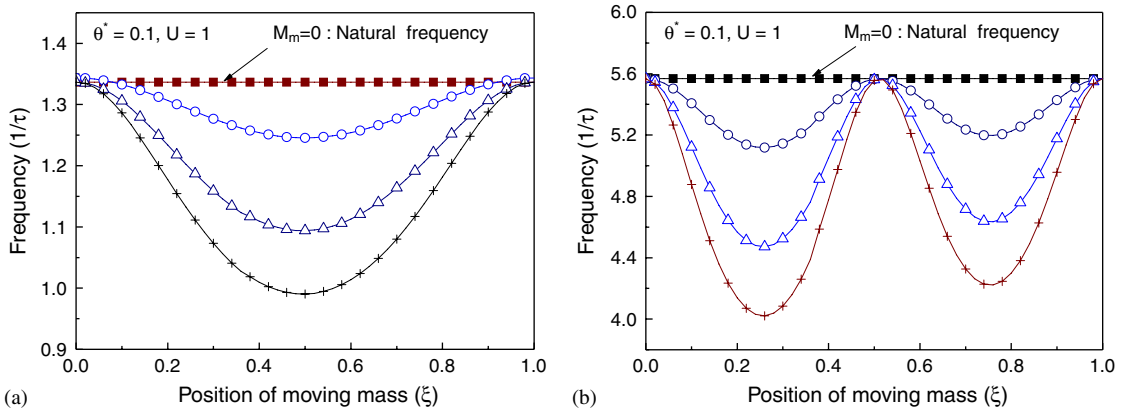 θ* = 0.1, U = 1
Mm=0 : Natural frequency
1.4
1.3
1.2
1.1
1.0
0.9
Frequency (1/τ)
0.0 0.2 0.4 0.6 0.8 1.0
Position of moving mass (ξ)
(a)
θ* = 0.1, U = 1
Mm=0 : Natural frequency
6.0
5.6
5.2
4.8
4.4
4.0
Frequency (1/τ)
0.0 0.2 0.4 0.6 0.8 1.0
Position of moving mass (ξ)
(b)